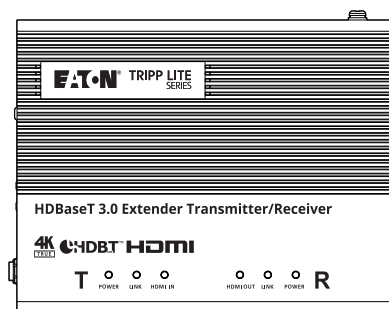 EATON® TRIPP LITE
SERIES
HDBaseT 3.0 Extender Transmitter/Receiver
4K HDBT™ HDMI
TRUE
T POWER LINK HDMI IN HDMI OUT LINK POWER R